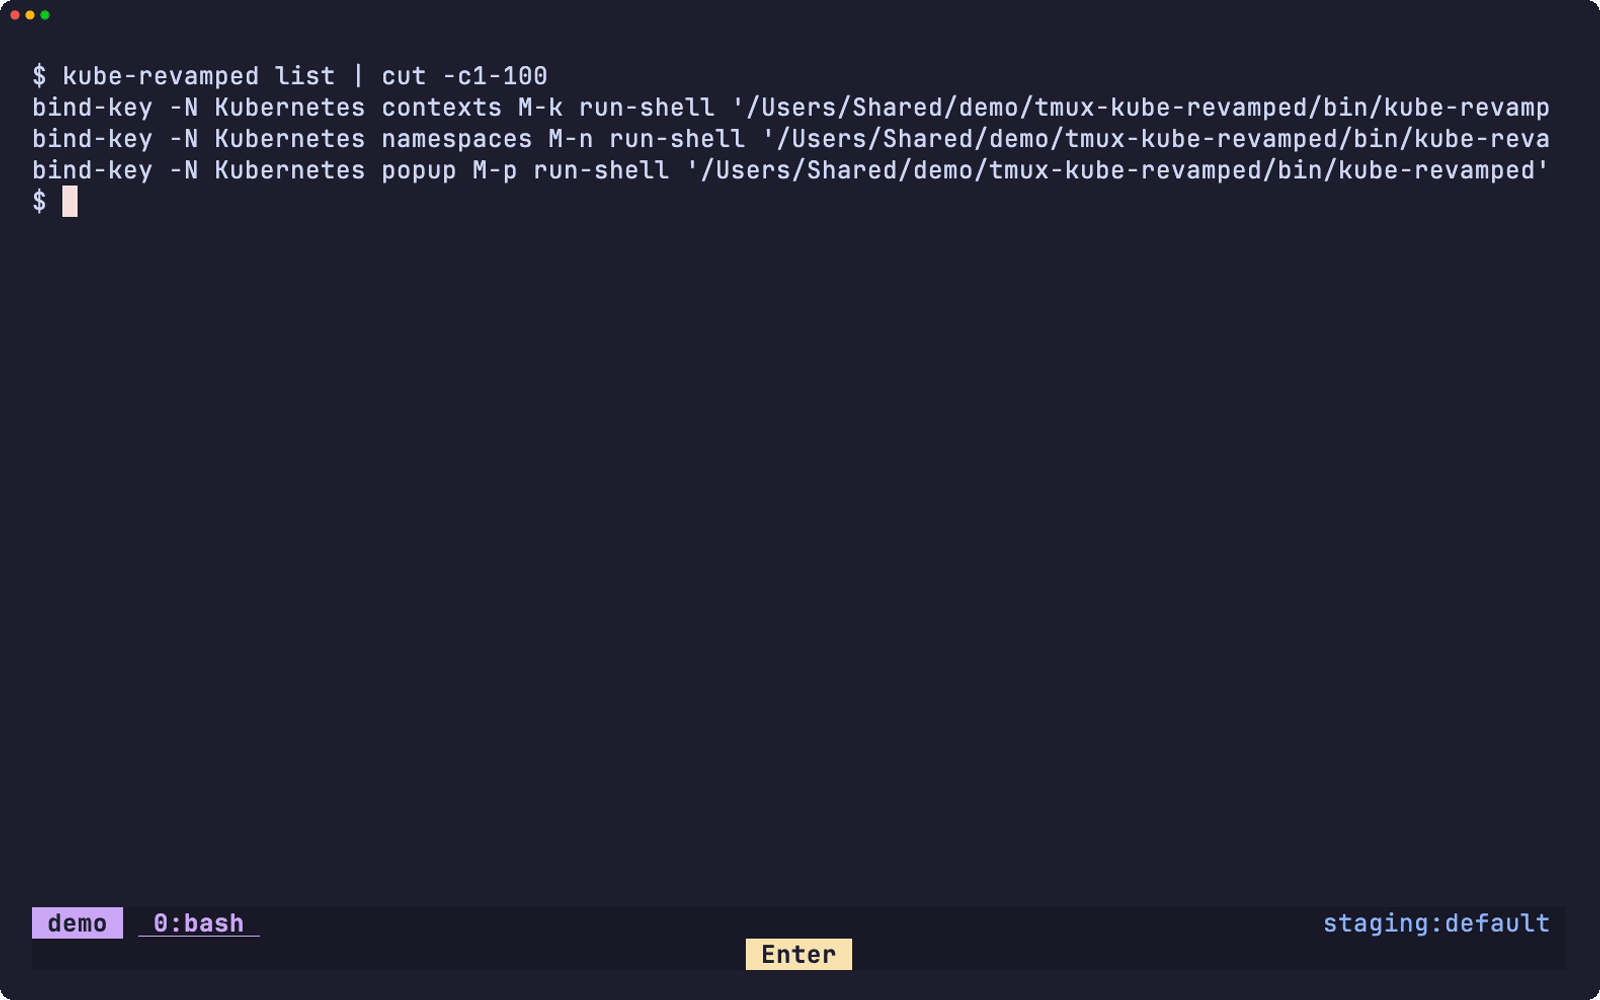 $ kube-revamped list | cut -c1-100
bind-key -N Kubernetes contexts M-k run-shell '/Users/Shared/demo/tmux-kube-revamped/bin/kube-revamp
bind-key -N Kubernetes namespaces M-n run-shell '/Users/Shared/demo/tmux-kube-revamped/bin/kube-reva
bind-key -N Kubernetes popup M-p run-shell '/Users/Shared/demo/tmux-kube-revamped/bin/kube-revamped'
$
demo 0:bash staging:default
Enter